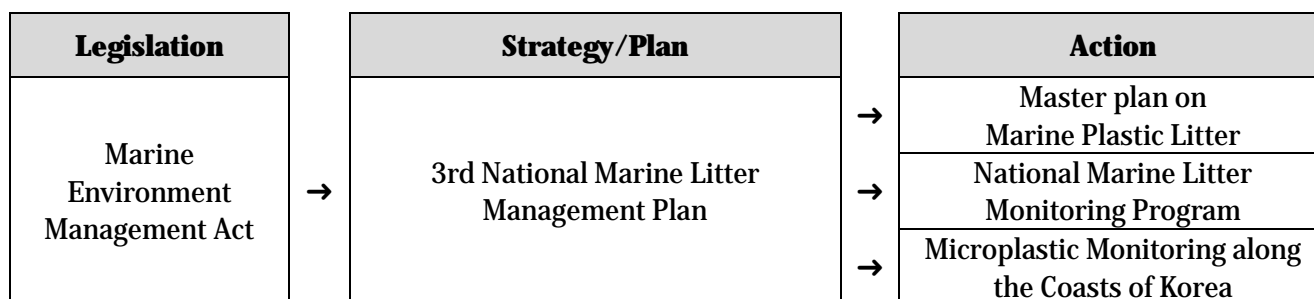 Legislation
Strategy/Plan
Action
Marine
Environment
Management Act
→
3rd National Marine Litter
Management Plan
→
Master plan on
Marine Plastic Litter
→
National Marine Litter
Monitoring Program
→
Microplastic Monitoring along
the Coasts of Korea